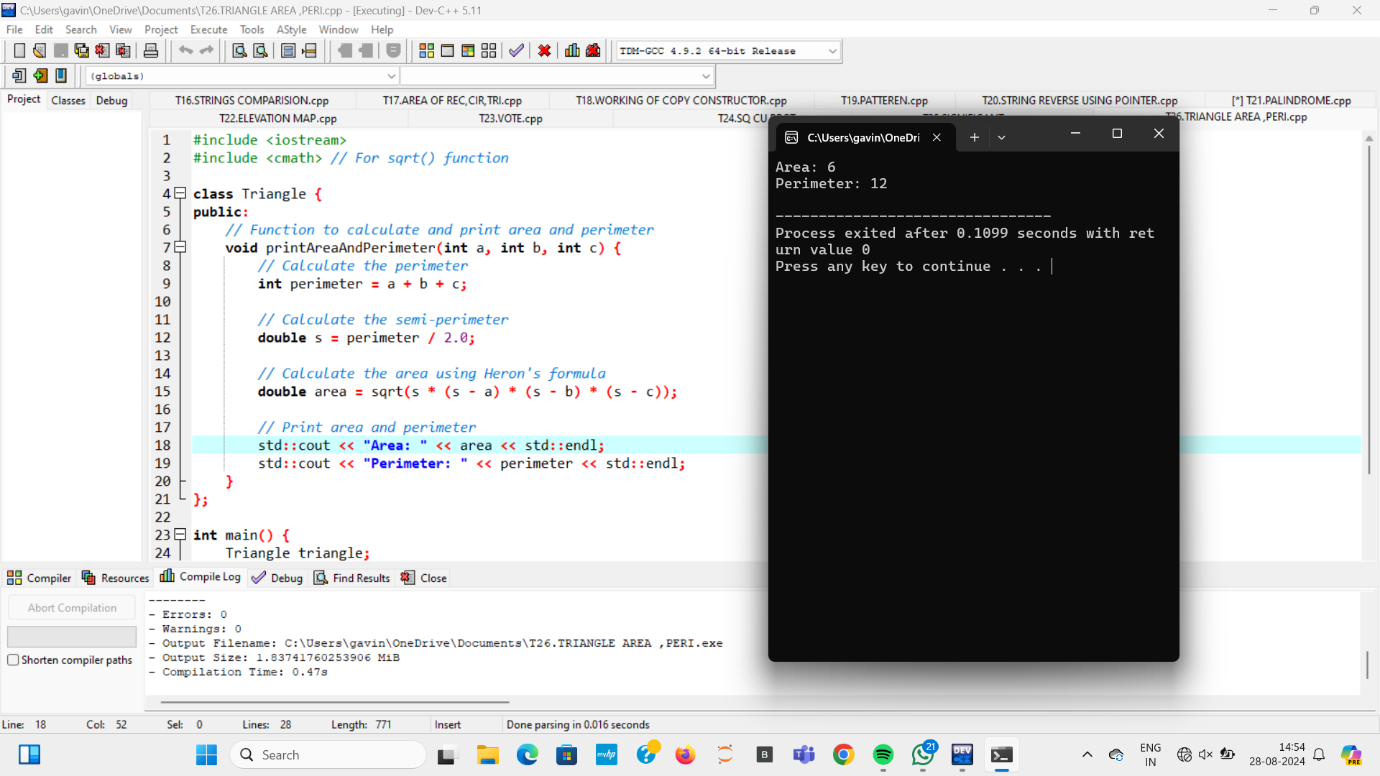 C:\Users\gavin\OneDrive\Documents\T26.TRIANGLE AREA ,PERI.cpp - [Executing] - Dev-C++ 5.11
File Edit Search View Project Execute Tools AStyle Window Help
TDM-GCC 4.9.2 64-bit Release
(globals)
Project Classes Debug
T16.STRINGS COMPARISION.cpp T17.AREA OF REC,CIR,TRI.cpp T18.WORKING OF COPY CONSTRUCTOR.cpp T19.PATTEREN.cpp T20.STRING REVERSE USING POINTER.cpp [*] T21.PALINDROME.cpp
T22.ELEVATION MAP.cpp T23.VOTE.cpp T24.SQ CU TRIANGLE AREA ,PERI.cpp
1 #include <iostream>
2 #include <cmath> // For sqrt() function
3
4 class Triangle {
5 public:
6 // Function to calculate and print area and perimeter
7 void printAreaAndPerimeter(int a, int b, int c) {
8 // Calculate the perimeter
9 int perimeter = a + b + c;
10
11 // Calculate the semi-perimeter
12 double s = perimeter / 2.0;
13
14 // Calculate the area using Heron's formula
15 double area = sqrt(s * (s - a) * (s - b) * (s - c));
16
17 // Print area and perimeter
18 std::cout << "Area: " << area << std::endl;
19 std::cout << "Perimeter: " << perimeter << std::endl;
20 }
21 };
22
23 int main() {
24 Triangle triangle;
C:\Users\gavin\OneDri
Area: 6
Perimeter: 12
--------------------------------
Process exited after 0.1099 seconds with ret
urn value 0
Press any key to continue . . .
Compiler Resources Compile Log Debug Find Results Close
Abort Compilation
Shorten compiler paths
--------
- Errors: 0
- Warnings: 0
- Output Filename: C:\Users\gavin\OneDrive\Documents\T26.TRIANGLE AREA ,PERI.exe
- Output Size: 1.83741760253906 MiB
- Compilation Time: 0.47s
Line: 18 Col: 52 Sel: 0 Lines: 28 Length: 771 Insert Done parsing in 0.016 seconds
Search
myhp
B
21
DEV
ENG
IN
14:54
28-08-2024
PRE